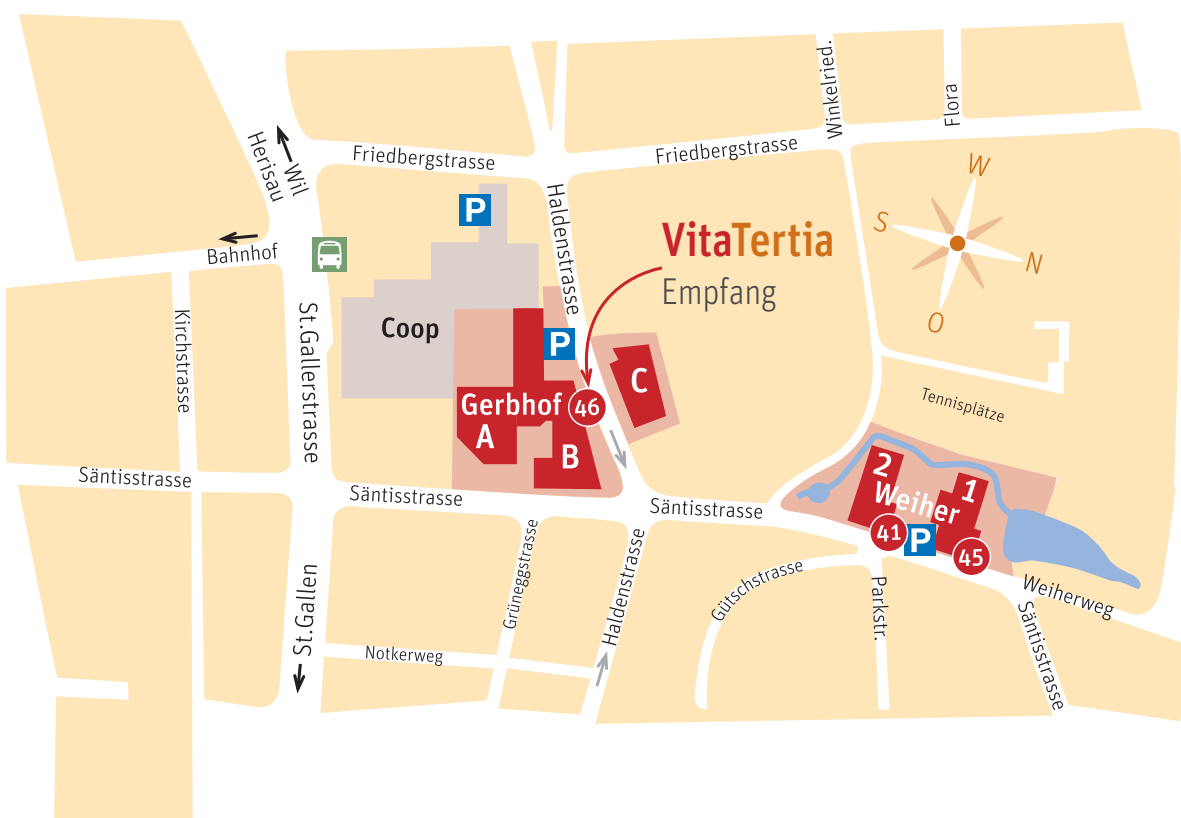 Winkelried.
Flora
Herisau
Wil
Friedbergstrasse
Friedbergstrasse
W
S
N
O
P
Haldenstrasse
VitaTertia
Empfang
Bahnhof
Kirchstrasse
St.Gallerstrasse
Coop
P
C
Gerbhof
46
A
B
Tennisplätze
Säntisstrasse
Säntisstrasse
Säntisstrasse
2
1
Weiher
41
P
45
Grüneggstrasse
Haldenstrasse
Gütschstrasse
Parkstr.
Weiherweg
Säntisstrasse
St.Gallen
Notkerweg